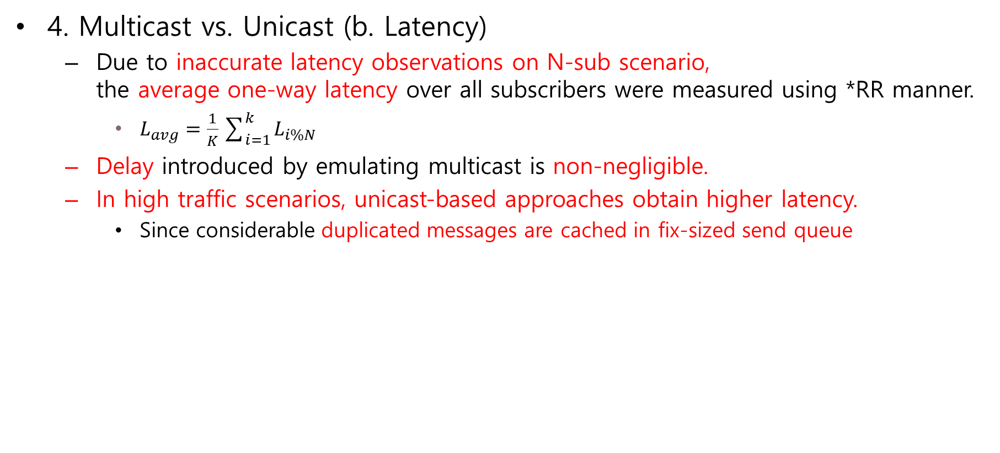 • 4. Multicast vs. Unicast (b. Latency)
– Due to inaccurate latency observations on N-sub scenario,
the average one-way latency over all subscribers were measured using *RR manner.
• $L_{avg} = \frac{1}{K} \sum_{i=1}^{k} L_{i\%N}$
– Delay introduced by emulating multicast is non-negligible.
– In high traffic scenarios, unicast-based approaches obtain higher latency.
• Since considerable duplicated messages are cached in fix-sized send queue